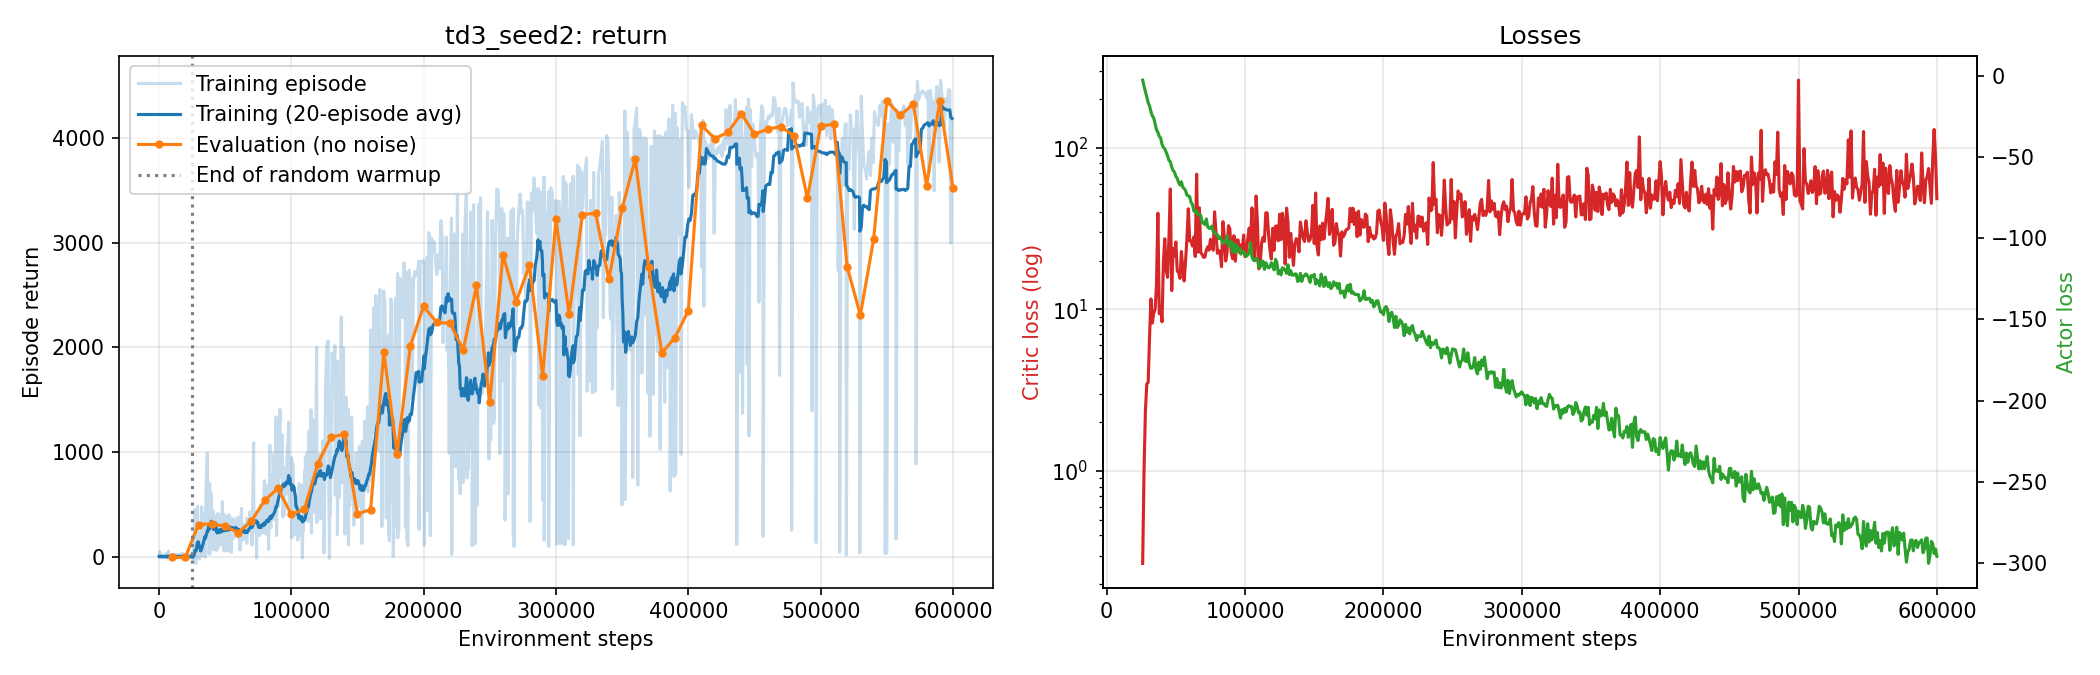 td3_seed2: return
Training episode
Training (20-episode avg)
Evaluation (no noise)
End of random warmup
Episode return
4000
3000
2000
1000
0
0 100000 200000 300000 400000 500000 600000
Environment steps
Losses
Critic loss (log)
10²
10¹
10⁰
0
−50
−100
−150
−200
−250
−300
Actor loss
0 100000 200000 300000 400000 500000 600000
Environment steps